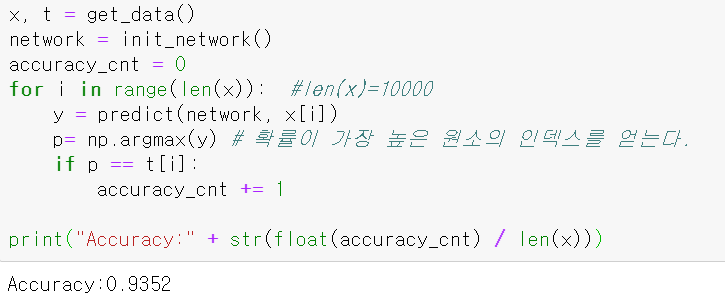 x, t = get_data()
network = init_network()
accuracy_cnt = 0
for i in range(len(x)):  #len(x)=10000
    y = predict(network, x[i])
    p= np.argmax(y) # 확률이 가장 높은 원소의 인덱스를 얻는다.
    if p == t[i]:
        accuracy_cnt += 1

print("Accuracy:" + str(float(accuracy_cnt) / len(x)))
Accuracy:0.9352